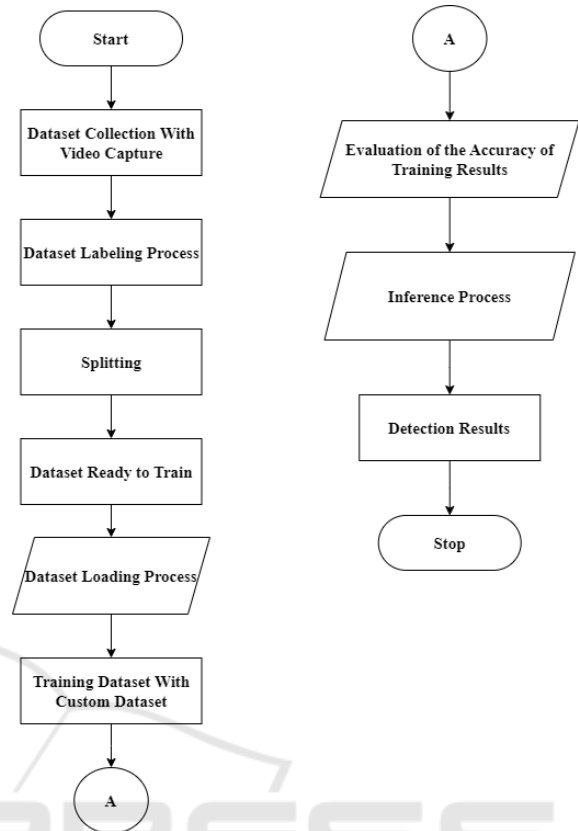 Start
Dataset Collection With
Video Capture
Dataset Labeling Process
Splitting
Dataset Ready to Train
Dataset Loading Process
Training Dataset With
Custom Dataset
A
A
Evaluation of the Accuracy of
Training Results
Inference Process
Detection Results
Stop